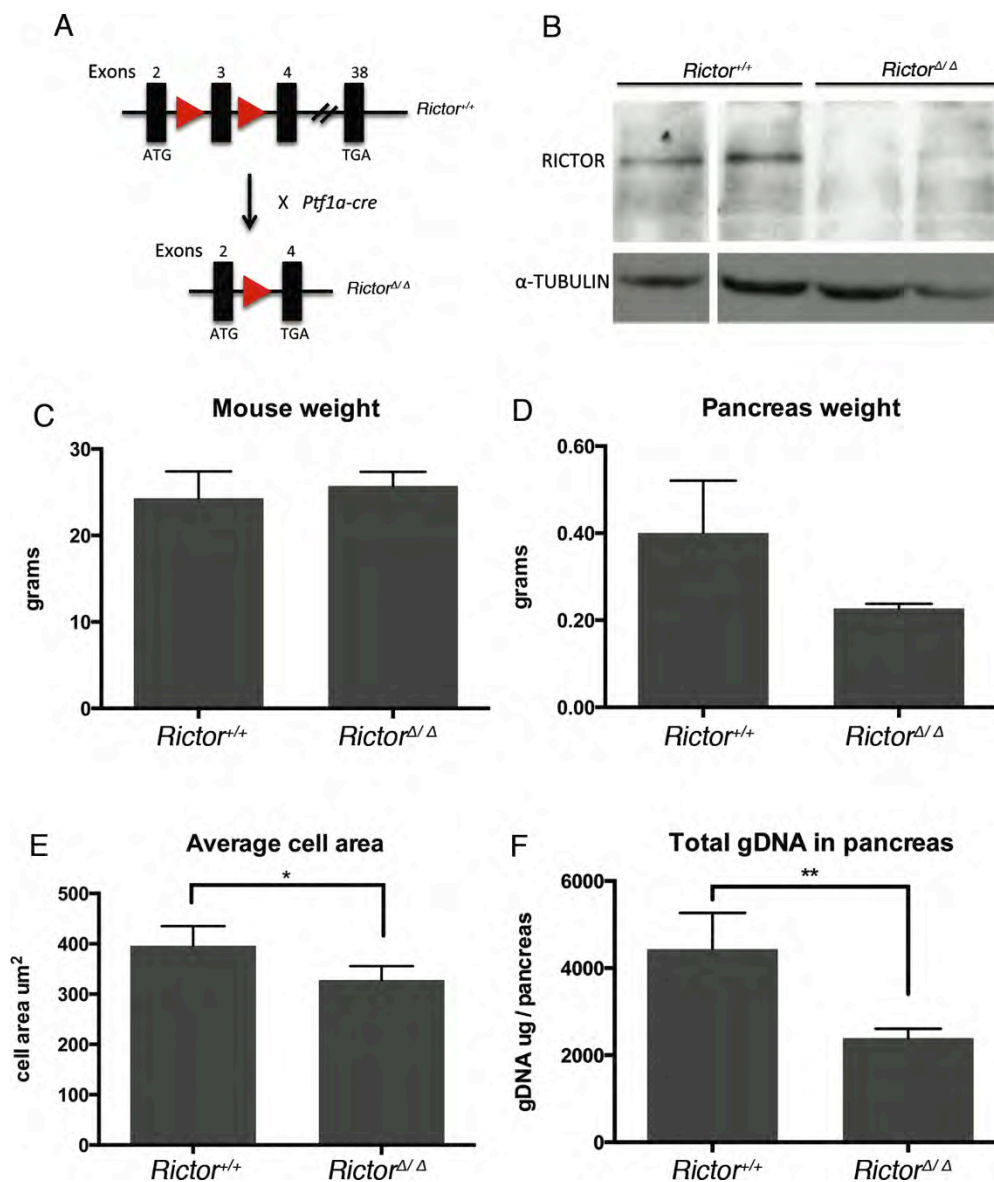 A
Exons 2 3 4 38
Rictor+/+
ATG TGA
X Ptf1a-cre
Exons 2 4
RictorΔ/Δ
ATG TGA
B
Rictor+/+ RictorΔ/Δ
RICTOR
α-TUBULIN
C
Mouse weight
30
20
10
0
grams
Rictor+/+ RictorΔ/Δ
D
Pancreas weight
0.60
0.40
0.20
0.00
grams
Rictor+/+ RictorΔ/Δ
E
Average cell area
*
500
400
300
200
100
0
cell area um²
Rictor+/+ RictorΔ/Δ
F
Total gDNA in pancreas
**
6000
4000
2000
0
gDNA ug / pancreas
Rictor+/+ RictorΔ/Δ